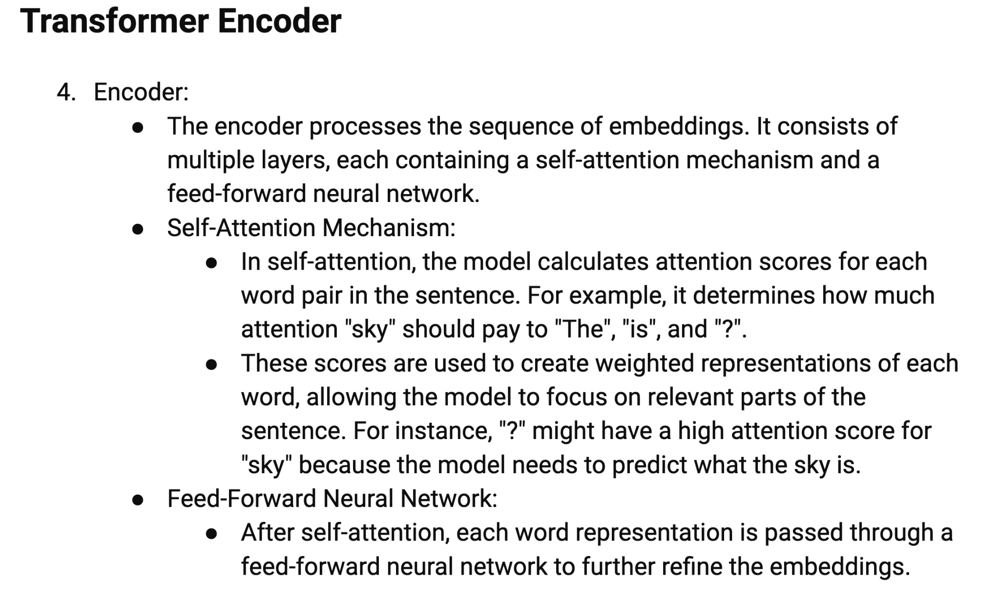 Transformer Encoder
4. Encoder:
● The encoder processes the sequence of embeddings. It consists of
multiple layers, each containing a self-attention mechanism and a
feed-forward neural network.
● Self-Attention Mechanism:
● In self-attention, the model calculates attention scores for each
word pair in the sentence. For example, it determines how much
attention "sky" should pay to "The", "is", and "?".
● These scores are used to create weighted representations of each
word, allowing the model to focus on relevant parts of the
sentence. For instance, "?" might have a high attention score for
"sky" because the model needs to predict what the sky is.
● Feed-Forward Neural Network:
● After self-attention, each word representation is passed through a
feed-forward neural network to further refine the embeddings.